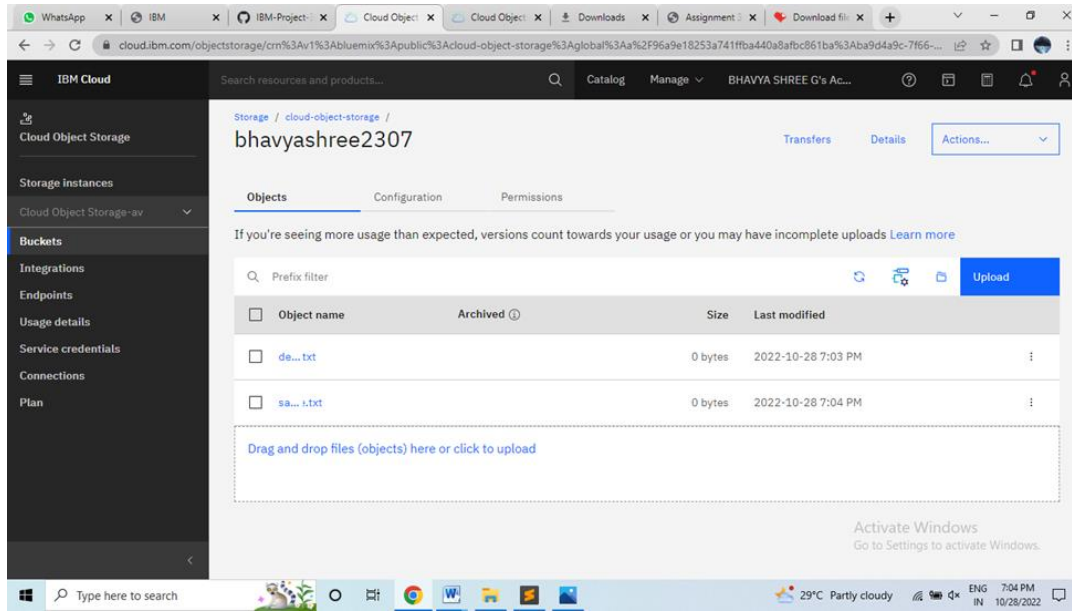 WhatsApp IBM IBM-Project- Cloud Object Cloud Object Downloads Assignment Download fil
cloud.ibm.com/objectstorage/crn%3Av1%3Abluemix%3Apublic%3Acloud-object-storage%3Aglobal%3Aa%2F96a9e18253a741ffba440a8afbc861ba%3Aba9d4a9c-7f66-...
IBM Cloud Search resources and products... Catalog Manage BHAVYA SHREE G's Ac...
Cloud Object Storage
Storage instances
Cloud Object Storage-av
Buckets
Integrations
Endpoints
Usage details
Service credentials
Connections
Plan
Storage / cloud-object-storage /
bhavyashree2307
Transfers Details Actions...
Objects Configuration Permissions
If you're seeing more usage than expected, versions count towards your usage or you may have incomplete uploads Learn more
Prefix filter Upload
Object name Archived Size Last modified
de...txt 0 bytes 2022-10-28 7:03 PM
sa... .txt 0 bytes 2022-10-28 7:04 PM
Drag and drop files (objects) here or click to upload
Activate Windows
Go to Settings to activate Windows.
Type here to search 29°C Partly cloudy ENG 7:04 PM
IN 10/28/2022